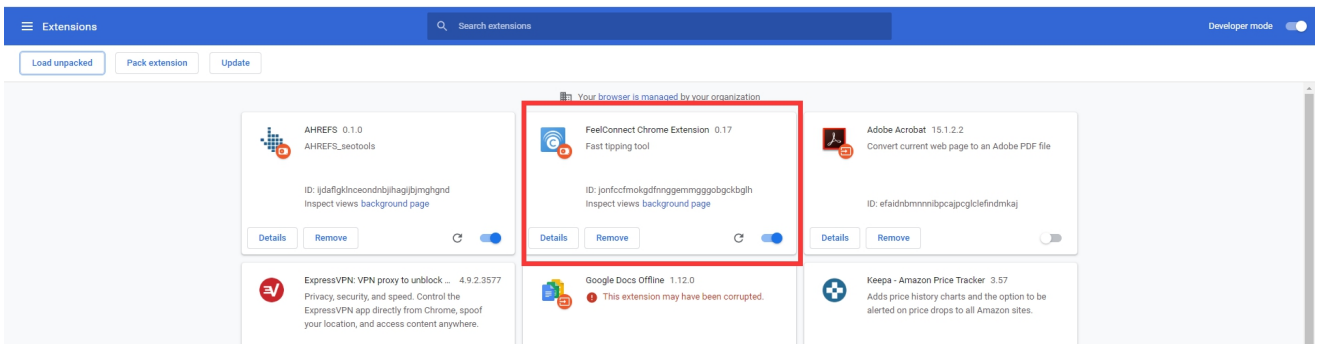 Extensions
Search extensions
Developer mode
Load unpacked
Pack extension
Update
Your browser is managed by your organization
AHREFS 0.1.0
AHREFS_seotools
ID: ijdaflgklnceondnbjihagijbjmghgnd
Inspect views background page
Details
Remove
FeelConnect Chrome Extension 0.17
Fast tipping tool
ID: jonfccfmokgdfnnggemmgggobgckbglh
Inspect views background page
Details
Remove
Adobe Acrobat 15.1.2.2
Convert current web page to an Adobe PDF file
ID: efaidnbmnnnibpcajpcglclefindmkaj
Details
Remove
ExpressVPN: VPN proxy to unblock ... 4.9.2.3577
Privacy, security, and speed. Control the
ExpressVPN app directly from Chrome, spoof
your location, and access content anywhere.
Google Docs Offline 1.12.0
This extension may have been corrupted.
Keepa - Amazon Price Tracker 3.57
Adds price history charts and the option to be
alerted on price drops to all Amazon sites.